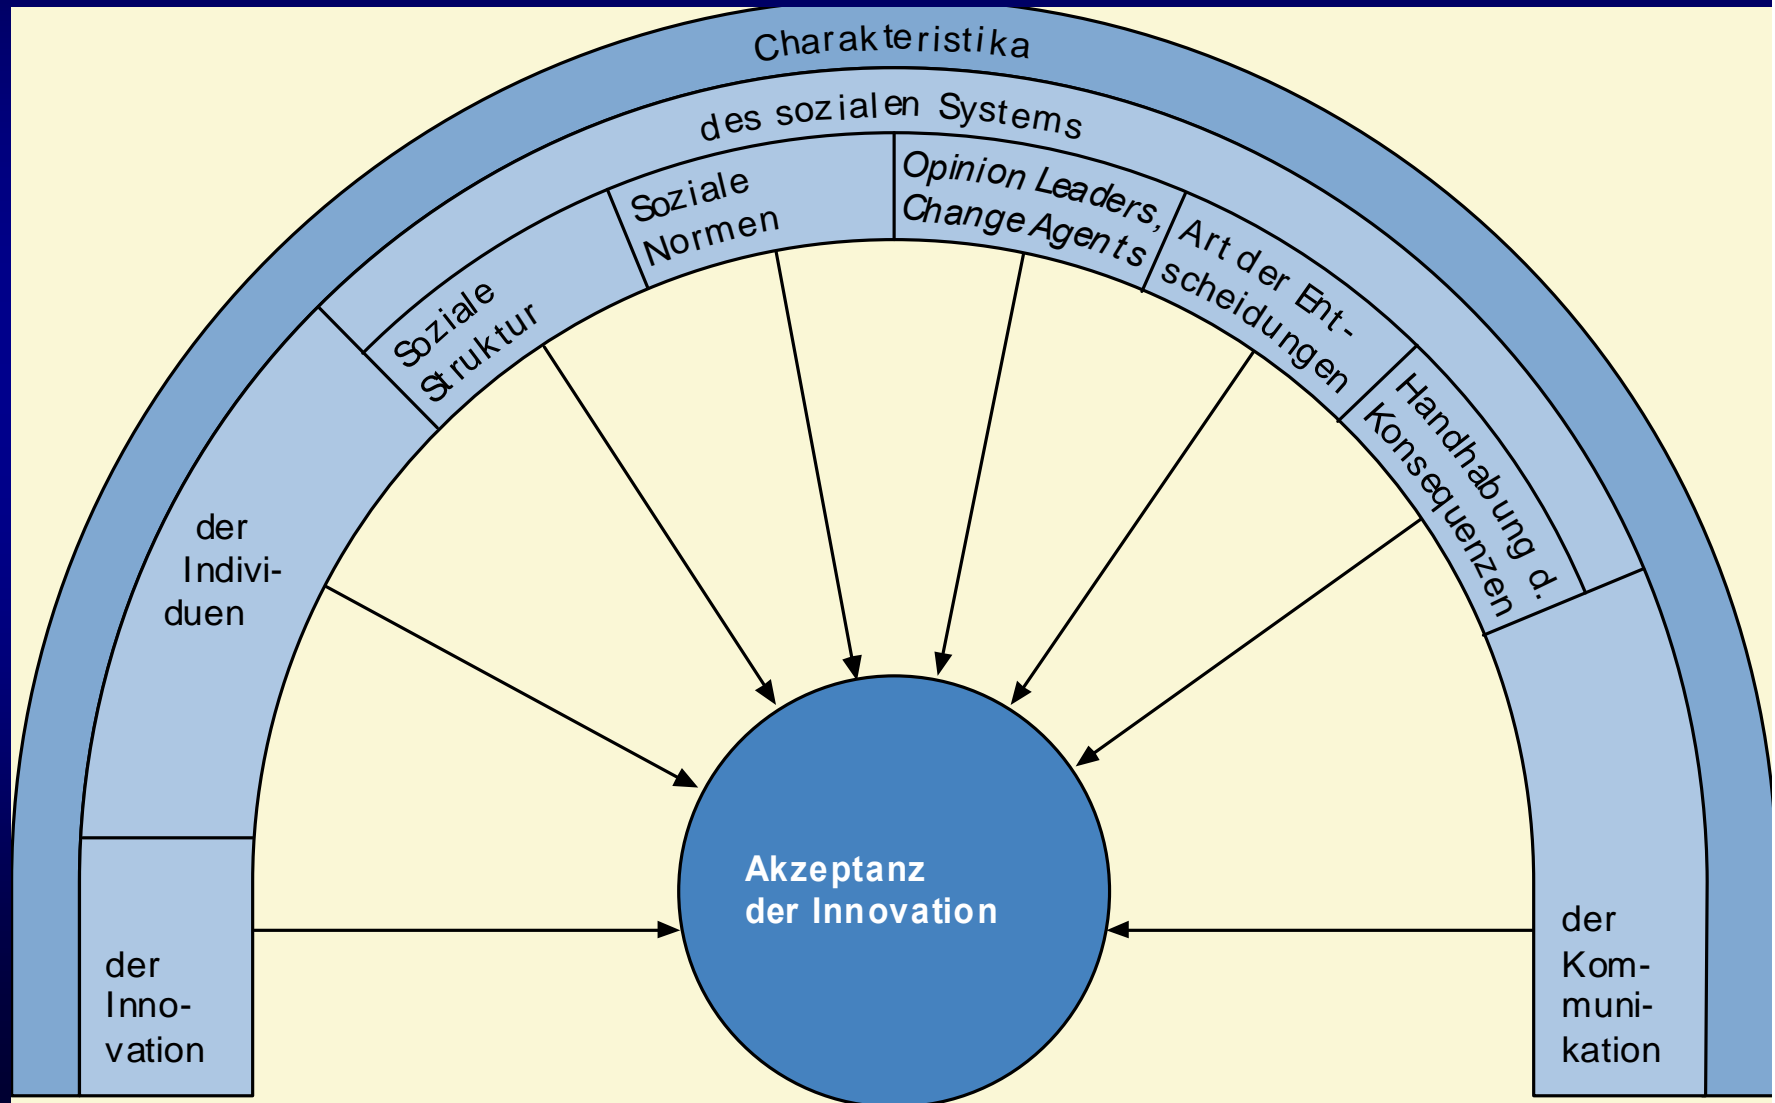 Charakteristika
des sozialen Systems
Soziale
Struktur
Soziale
Normen
Opinion Leaders,
Change Agents
Art der Ent-
scheidungen
Handhabung d.
Konsequenzen
der
Indivi-
duen
der
Inno-
vation
Akzeptanz
der Innovation
der
Kom-
muni-
kation